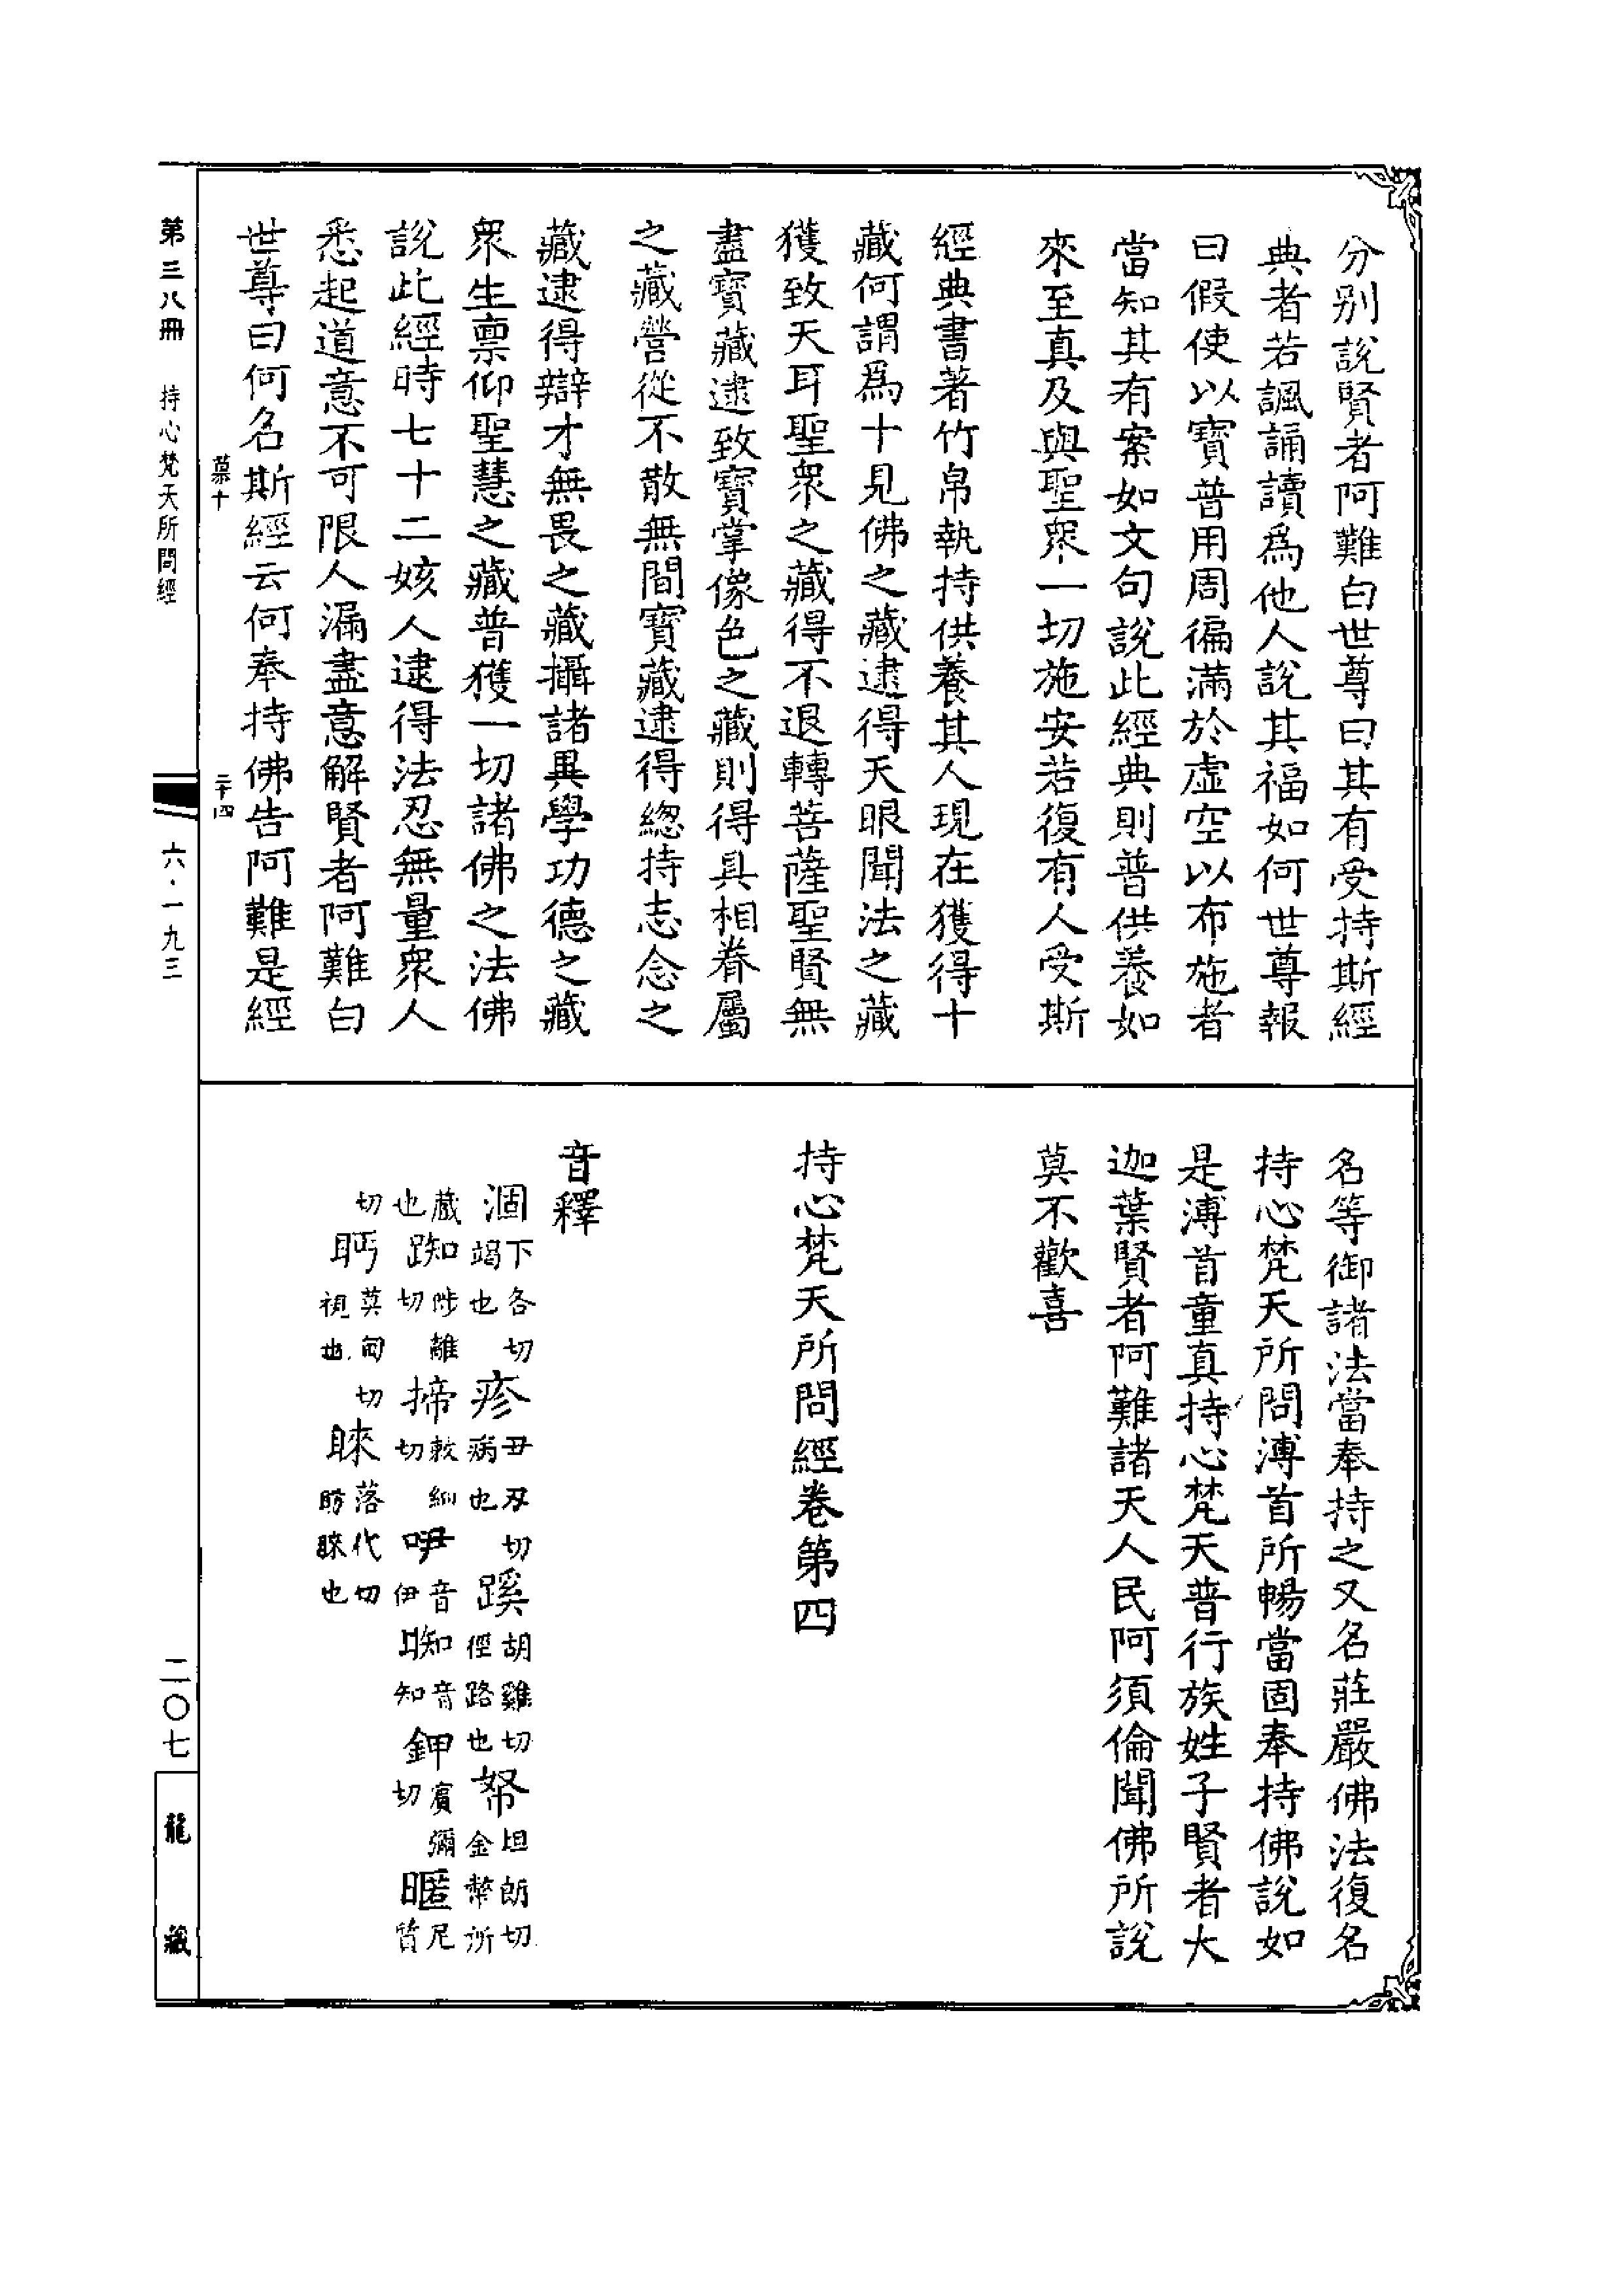 分别說賢者阿難白世尊曰其有受持斯經
典者若諷誦讀爲他人說其福如何世尊報
曰假使以寶普用周徧滿於虛空以布施者
當知其有案如文句說此經典則普供養如
來至真及與聖衆一切施安若復有人受斯
經典書著竹帛執持供養其人現在獲得十
藏何謂爲十見佛之藏逮得天眼聞法之藏
獲致天耳聖衆之藏得不退轉菩薩聖賢無
盡寶藏逮致寶掌像色之藏則得具相眷屬
之藏營從不散無間寶藏逮得緫持志念之
藏逮得辯才無畏之藏攝諸異學功德之藏
衆生禀仰聖慧之藏普獲一切諸佛之法佛
說此經時七十二姟人逮得法忍無量衆人
悉起道意不可限人漏盡意解賢者阿難白
世尊曰何名斯經云何奉持佛告阿難是經
慕十
二十四
名等御諸法當奉持之又名莊嚴佛法復名
持心梵天所問溥首所暢當固奉持佛說如
是溥首童真持心梵天普行族姓子賢者大
迦葉賢者阿難諸天人民阿須倫聞佛所說
莫不歡喜
持心梵天所問經卷第四
音釋
涸 下各切竭也 疹 丑刃切病也 蹊 胡雞切徑路也 帑 坦朗切金幣所
藏也 踟 陟離切 揥 敕細切 吚 音伊 䀸 音知 鉀 賓彌切 暱 尼質
切 眄 莫甸切視也 睞 落代切眄睞也
第三八冊
持心梵天所問經
六·一九三
二〇七
龍藏